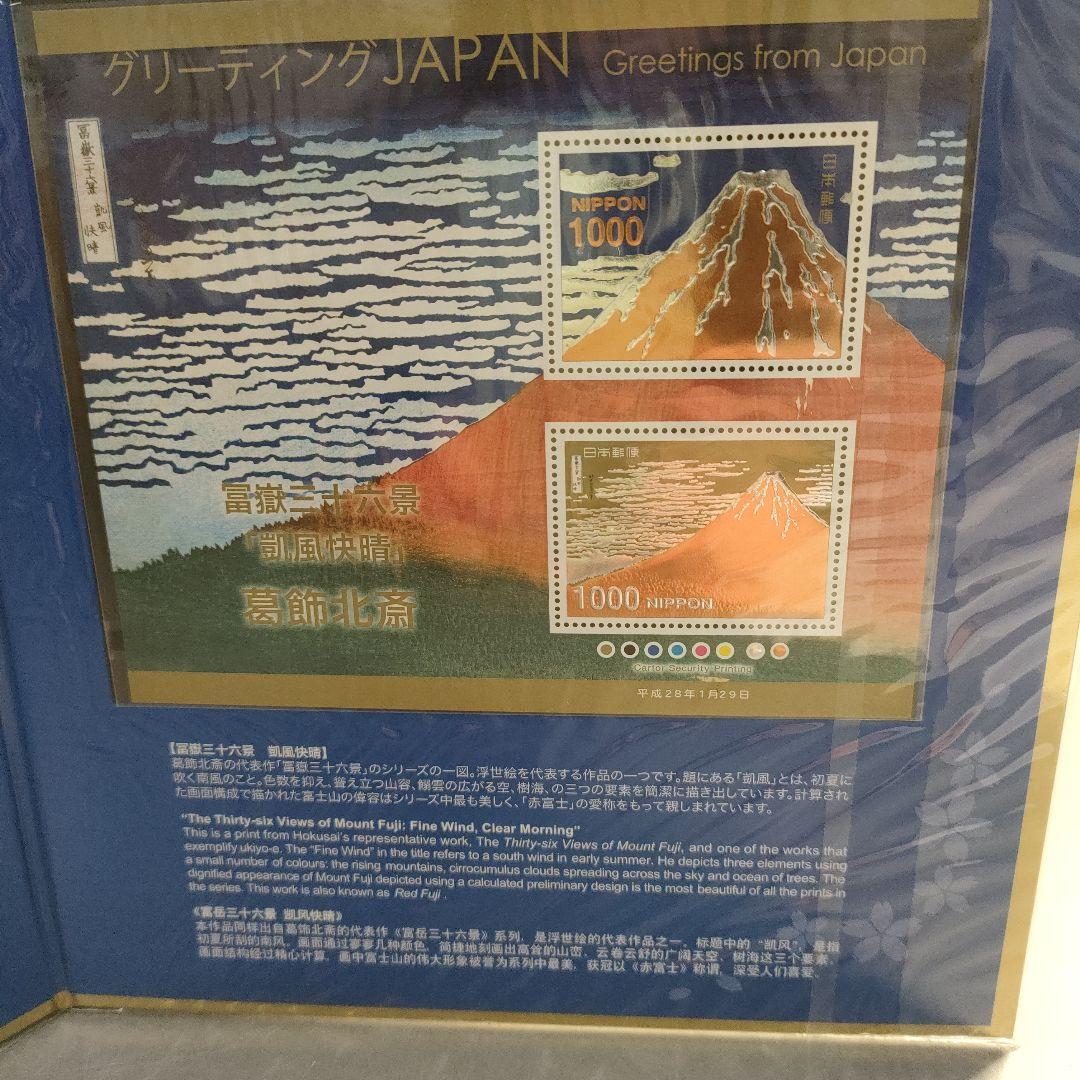 グリーティングJAPAN Greetings from Japan
冨嶽三十六景 凱風快晴
NIPPON
1000
日本郵便
日本郵便
1000 NIPPON
冨嶽三十六景
「凱風快晴」
葛飾北斎
Cartor Security Printing
平成28年1月29日
【冨嶽三十六景 凱風快晴】
葛飾北斎の代表作「冨嶽三十六景」のシリーズの一図。浮世絵を代表する作品の一つです。題にある「凱風」とは、初夏に
吹く南風のこと。色数を抑え、聳え立つ山容、鰯雲の広がる空、樹海、の三つの要素を簡潔に描き出しています。計算され
た画面構成で描かれた富士山の偉容はシリーズ中最も美しく、「赤富士」の愛称をもって親しまれています。
"The Thirty-six Views of Mount Fuji: Fine Wind, Clear Morning"
This is a print from Hokusai's representative work, The Thirty-six Views of Mount Fuji, and one of the works that
exemplify ukiyo-e. The "Fine Wind" in the title refers to a south wind in early summer. He depicts three elements using
a small number of colours: the rising mountains, cirrocumulus clouds spreading across the sky and ocean of trees. The
dignified appearance of Mount Fuji depicted using a calculated preliminary design is the most beautiful of all the prints in
the series. This work is also known as Red Fuji .
《富岳三十六景 凯风快晴》
本作品同样出自葛饰北斋的代表作《富岳三十六景》系列，是浮世绘的代表作品之一。标题中的"凯风"，是指
初夏所刮的南风。画面通过寥寥几种颜色，简捷地刻画出高耸的山峦、云卷云舒的广阔天空、树海这三个要素。
画面结构经过精心计算，画中富士山的伟大形象被誉为系列中最美，获冠以《赤富士》称谓，深受人们喜爱。